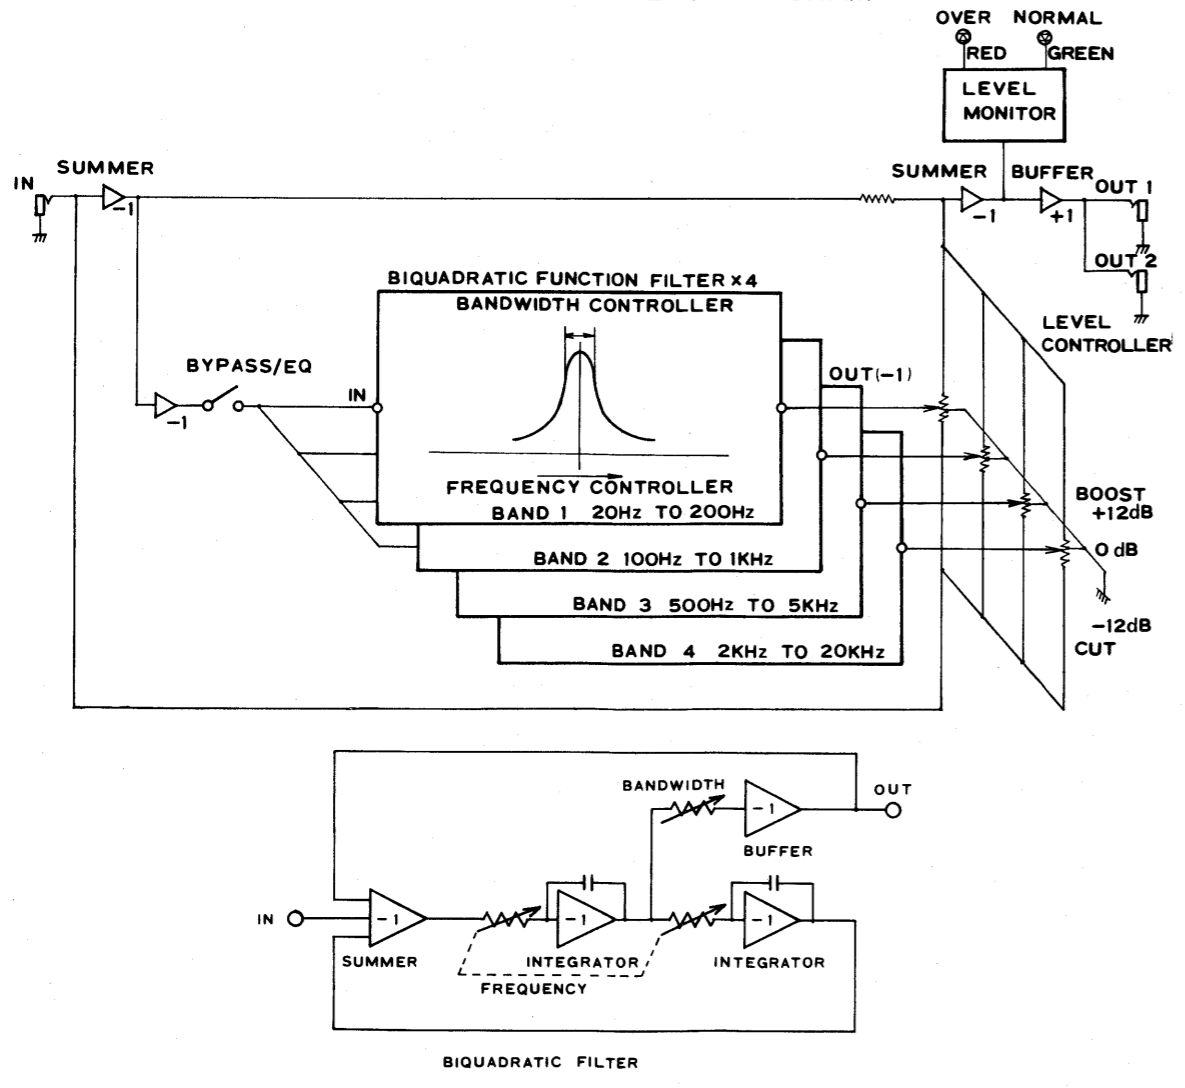 OVER NORMAL
RED GREEN
LEVEL
MONITOR
IN
SUMMER
-1
SUMMER
-1
BUFFER
+1
OUT 1
OUT 2
BIQUADRATIC FUNCTION FILTER×4
BANDWIDTH CONTROLLER
LEVEL
CONTROLLER
BYPASS/EQ
-1
IN
OUT(-1)
FREQUENCY CONTROLLER
BAND 1 20Hz TO 200Hz
BAND 2 100Hz TO 1KHz
BAND 3 500Hz TO 5KHz
BAND 4 2KHz TO 20KHz
BOOST
+12dB
0 dB
-12dB
CUT
BANDWIDTH
-1
BUFFER
OUT
IN
-1
SUMMER
-1
INTEGRATOR
-1
INTEGRATOR
FREQUENCY
BIQUADRATIC FILTER